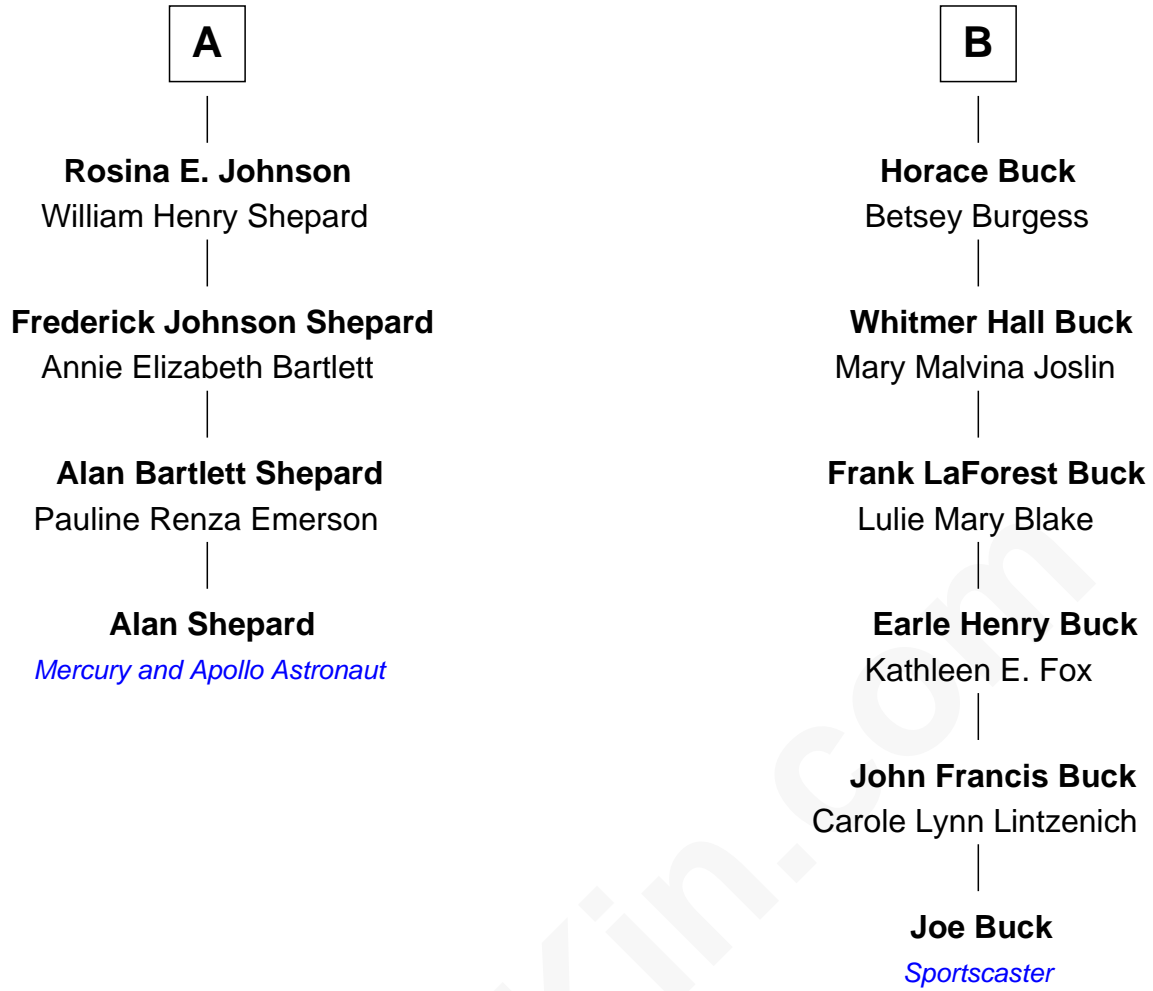 A
Rosina E. Johnson
William Henry Shepard
Frederick Johnson Shepard
Annie Elizabeth Bartlett
Alan Bartlett Shepard
Pauline Renza Emerson
Alan Shepard
Mercury and Apollo Astronaut
B
Horace Buck
Betsey Burgess
Whitmer Hall Buck
Mary Malvina Joslin
Frank LaForest Buck
Lulie Mary Blake
Earle Henry Buck
Kathleen E. Fox
John Francis Buck
Carole Lynn Lintzenich
Joe Buck
Sportscaster